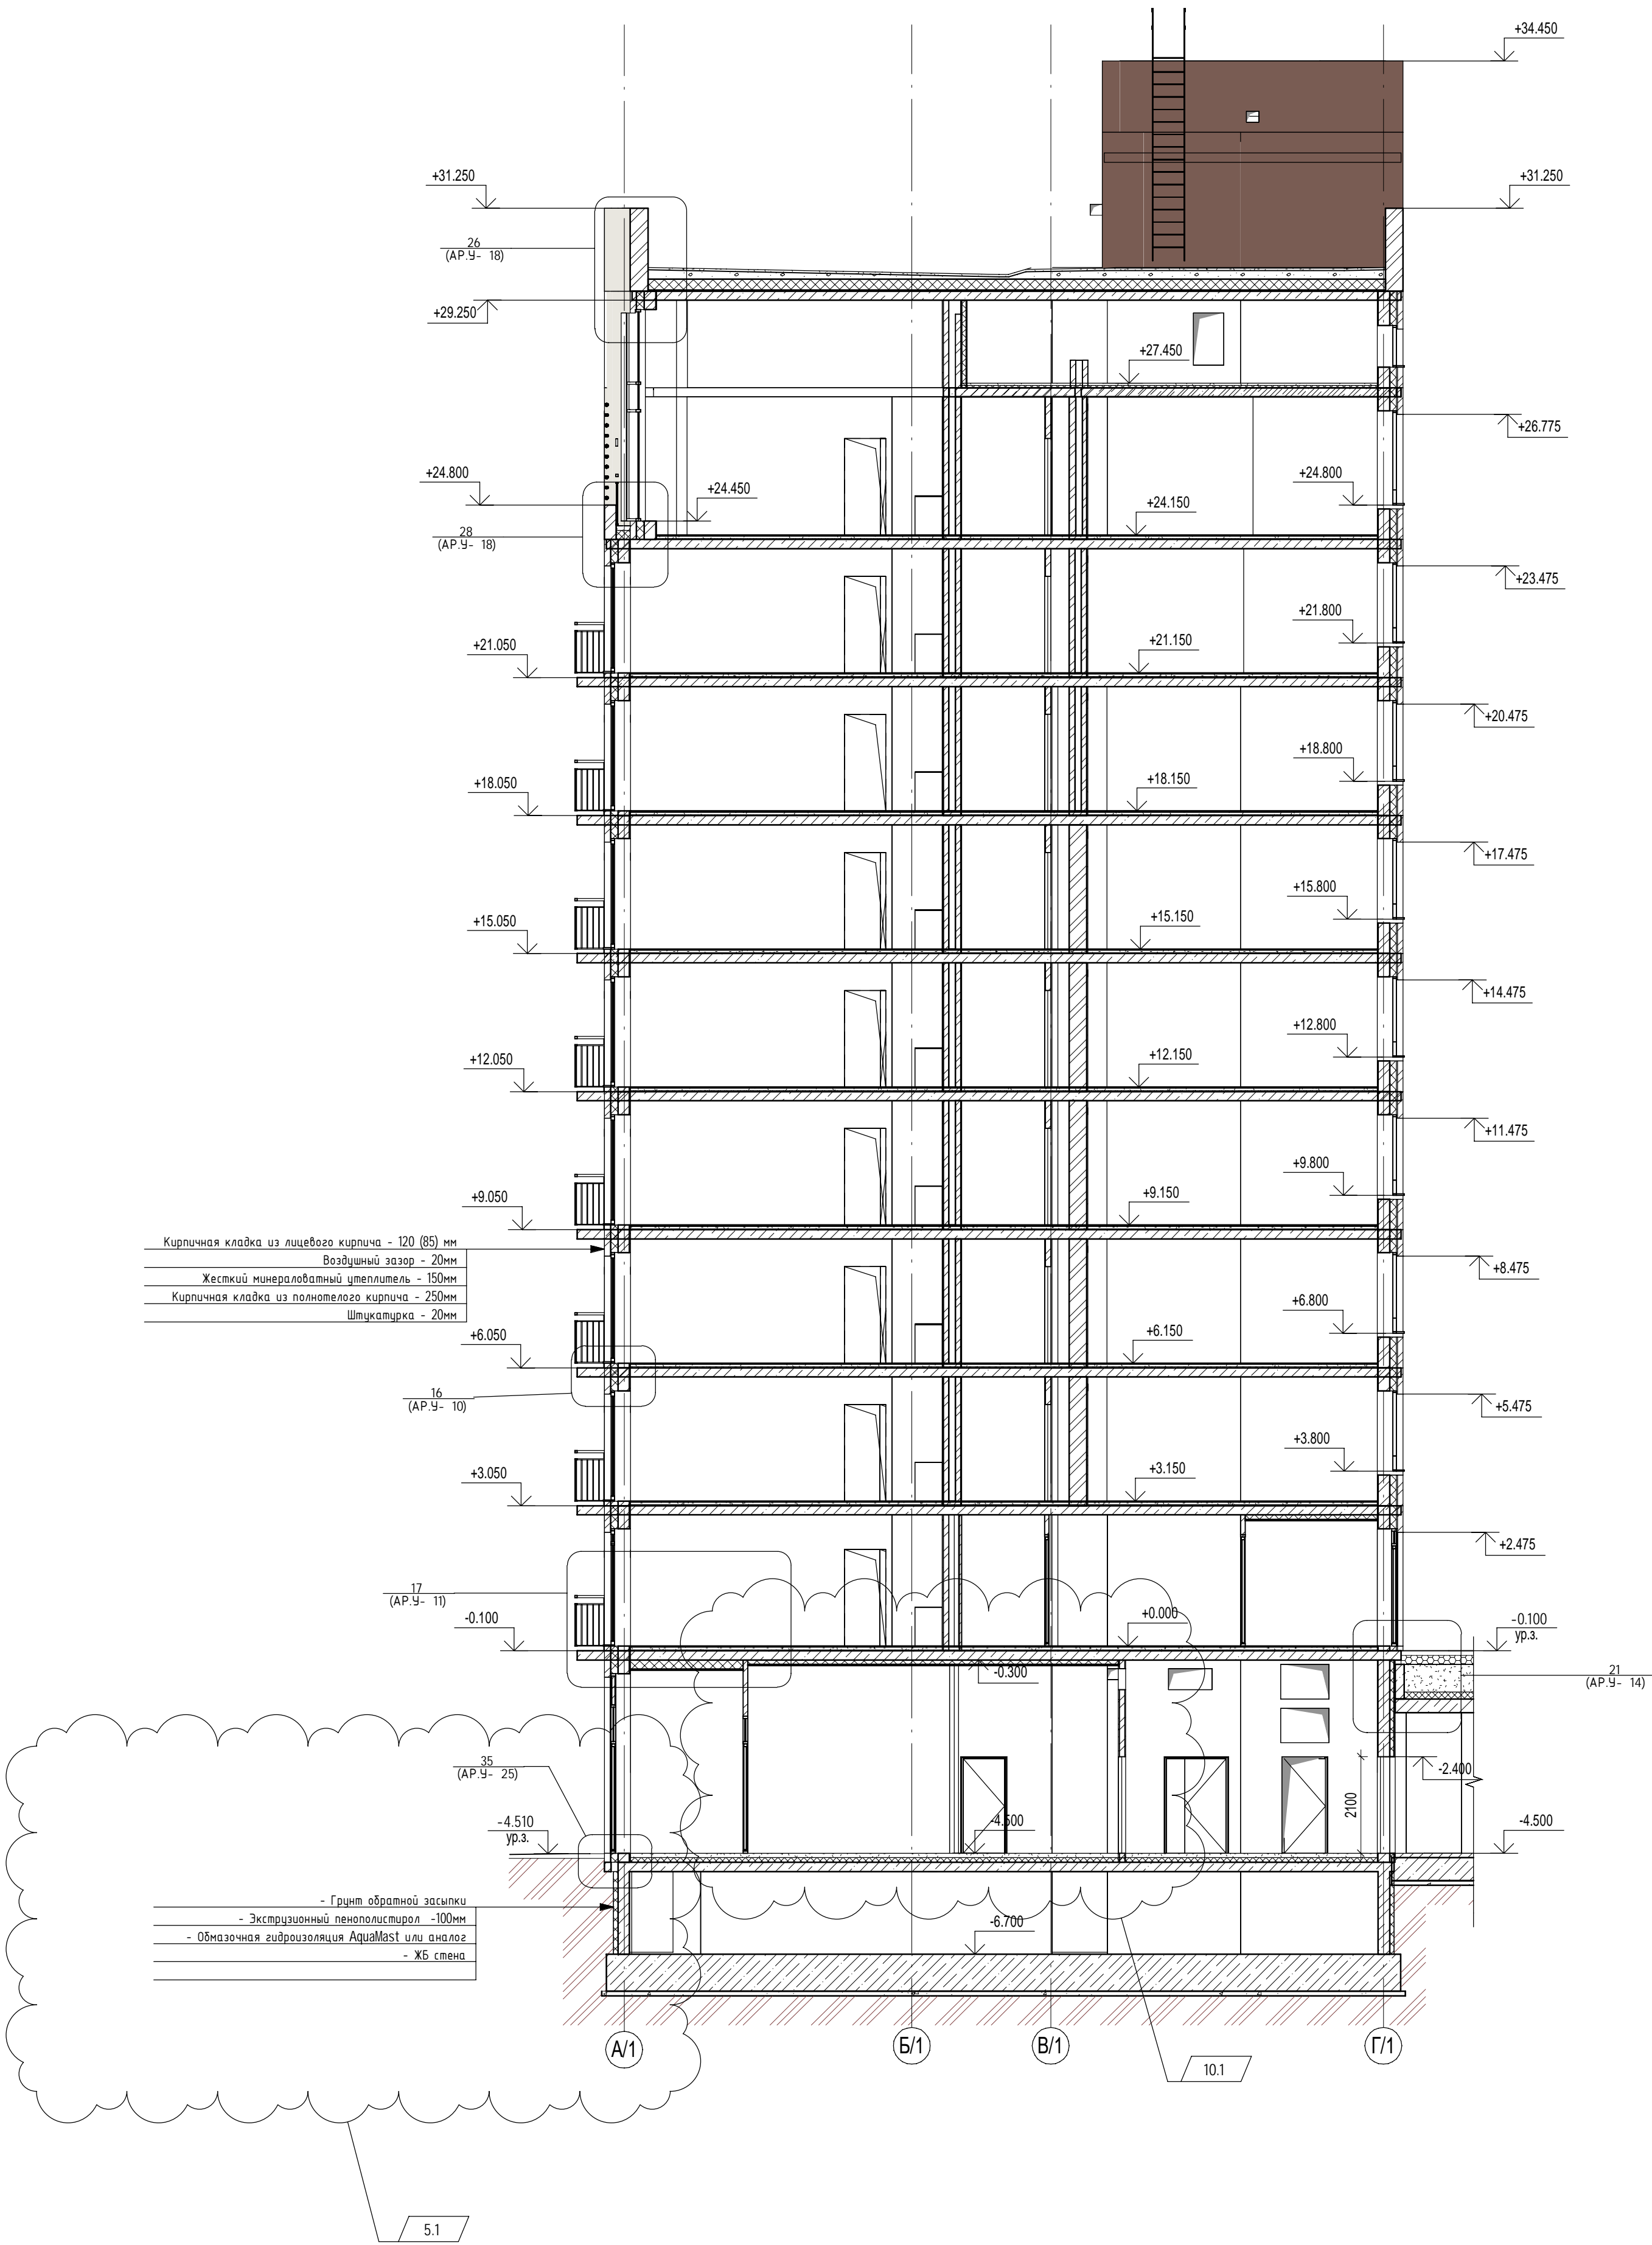 +34.450
+31.250
+31.250
26
(АР.У- 18)
+29.250
+27.450
+26.775
+24.800
+24.450
+24.150
+24.800
28
(АР.У- 18)
+23.475
+21.800
+21.050
+21.150
+20.475
+18.800
+18.050
+18.150
+17.475
+15.800
+15.050
+15.150
+14.475
+12.800
+12.050
+12.150
+11.475
+9.800
+9.050
+9.150
Кирпичная кладка из лицевого кирпича - 120 (85) мм
Воздушный зазор - 20мм
Жесткий минераловатный утеплитель - 150мм
Кирпичная кладка из полнотелого кирпича - 250мм
Штукатурка - 20мм
+8.475
+6.800
+6.050
+6.150
16
(АР.У- 10)
+5.475
+3.800
+3.050
+3.150
+2.475
17
(АР.У- 11)
-0.100
+0.000
-0.100
ур.з.
-0.300
21
(АР.У- 14)
35
(АР.У- 25)
-2.400
2100
-4.510
ур.з.
-4.500
-4.500
- Грунт обратной засыпки
- Экструзионный пенополистирол -100мм
- Обмазочная гидроизоляция AquaMast или аналог
- ЖБ стена
-6.700
А/1
Б/1
В/1
Г/1
10.1
5.1